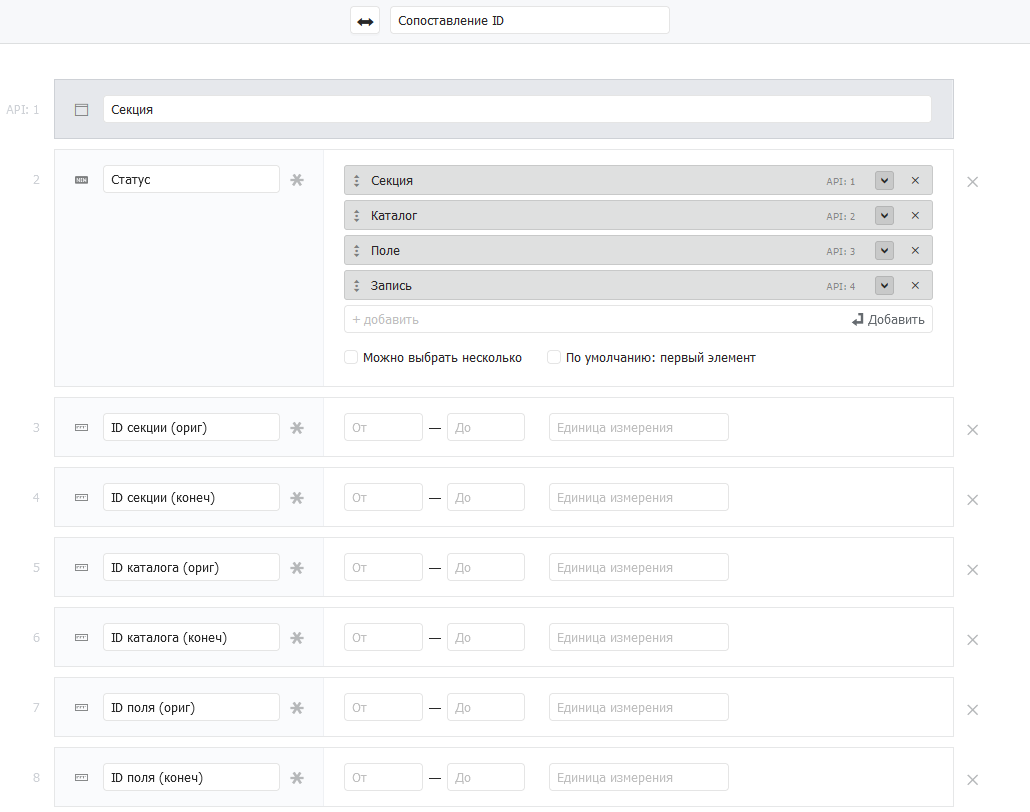 Сопоставление ID
API: 1
Секция
2
Статус
Секция API: 1
Каталог API: 2
Поле API: 3
Запись API: 4
+ добавить Добавить
Можно выбрать несколько По умолчанию: первый элемент
3 ID секции (ориг) От — До Единица измерения
4 ID секции (конеч) От — До Единица измерения
5 ID каталога (ориг) От — До Единица измерения
6 ID каталога (конеч) От — До Единица измерения
7 ID поля (ориг) От — До Единица измерения
8 ID поля (конеч) От — До Единица измерения